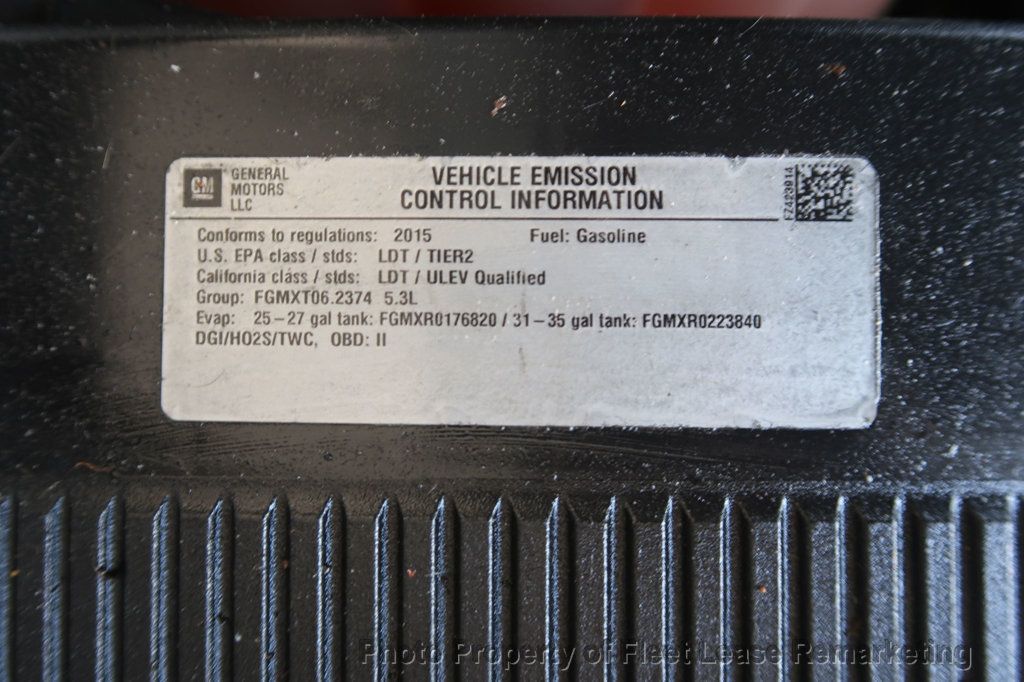 GM
GENERAL
MOTORS
LLC
VEHICLE EMISSION
CONTROL INFORMATION
FZ423914
Conforms to regulations: 2015 Fuel: Gasoline
U.S. EPA class / stds: LDT / TIER2
California class / stds: LDT / ULEV Qualified
Group: FGMXT06.2374 5.3L
Evap: 25-27 gal tank: FGMXR0176820 / 31-35 gal tank: FGMXR0223840
DGI/HO2S/TWC, OBD: II
Photo Property of Fleet Lease Remarketing